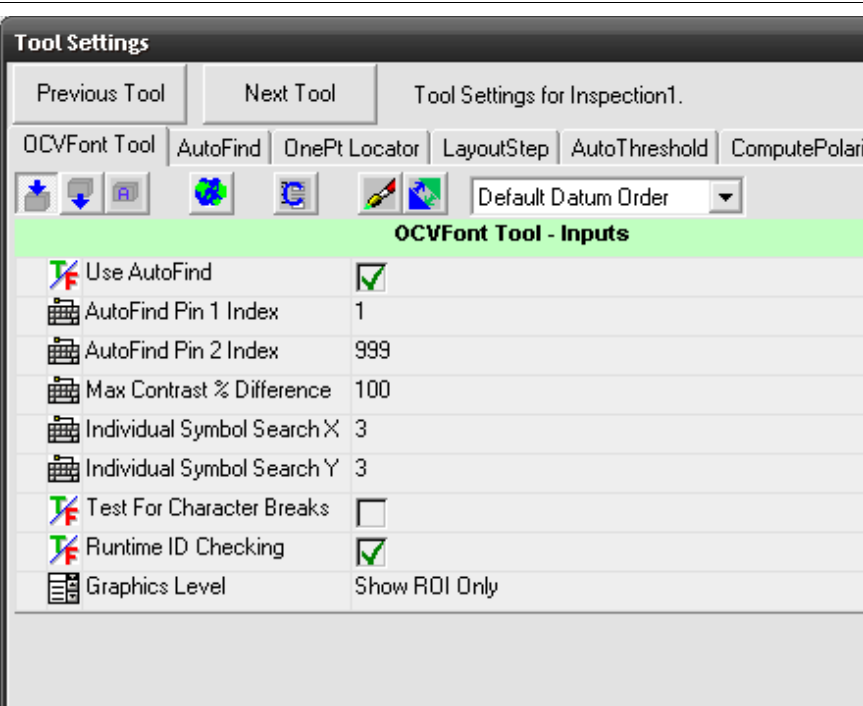 Tool Settings
Previous Tool Next Tool Tool Settings for Inspection1.
OCVFont Tool AutoFind OnePt Locator LayoutStep AutoThreshold ComputePolari
A Default Datum Order
OCVFont Tool - Inputs
T/F Use AutoFind
AutoFind Pin 1 Index 1
AutoFind Pin 2 Index 999
Max Contrast % Difference 100
Individual Symbol Search X 3
Individual Symbol Search Y 3
T/F Test For Character Breaks
T/F Runtime ID Checking
Graphics Level Show ROI Only